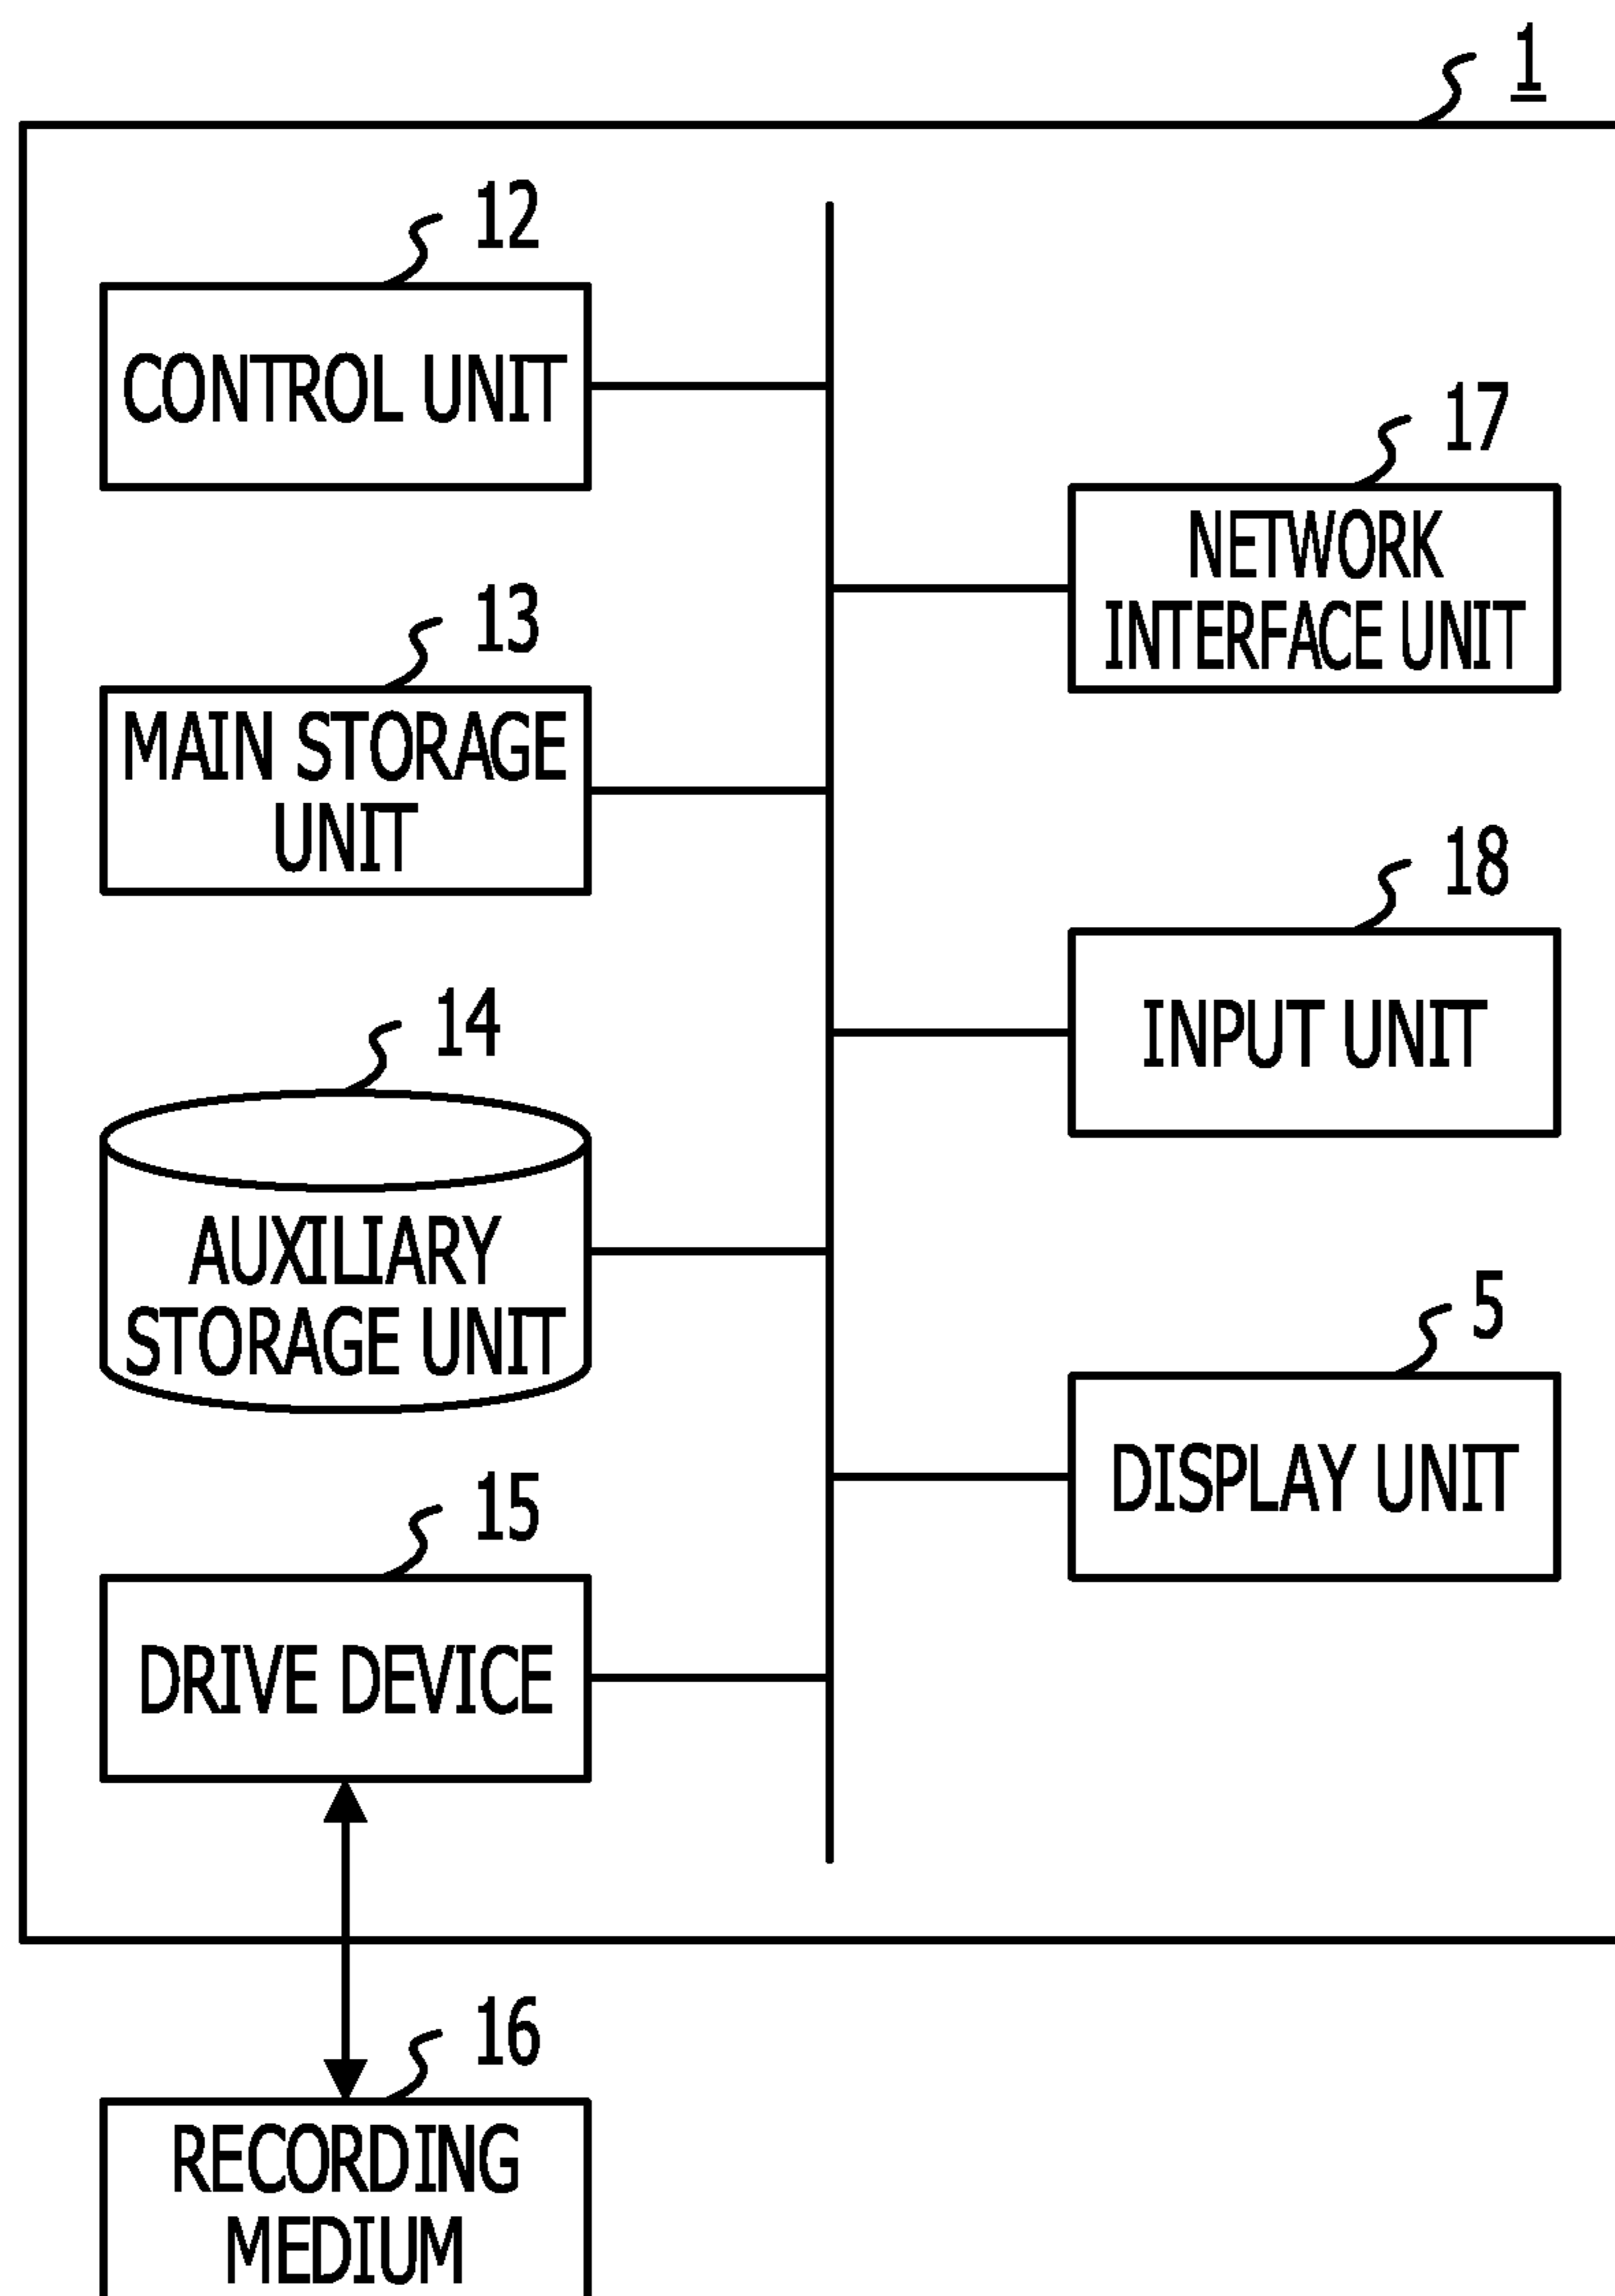 1
12
CONTROL UNIT
17
NETWORK
INTERFACE UNIT
13
MAIN STORAGE
UNIT
18
INPUT UNIT
14
AUXILIARY
STORAGE UNIT
5
DISPLAY UNIT
15
DRIVE DEVICE
16
RECORDING
MEDIUM